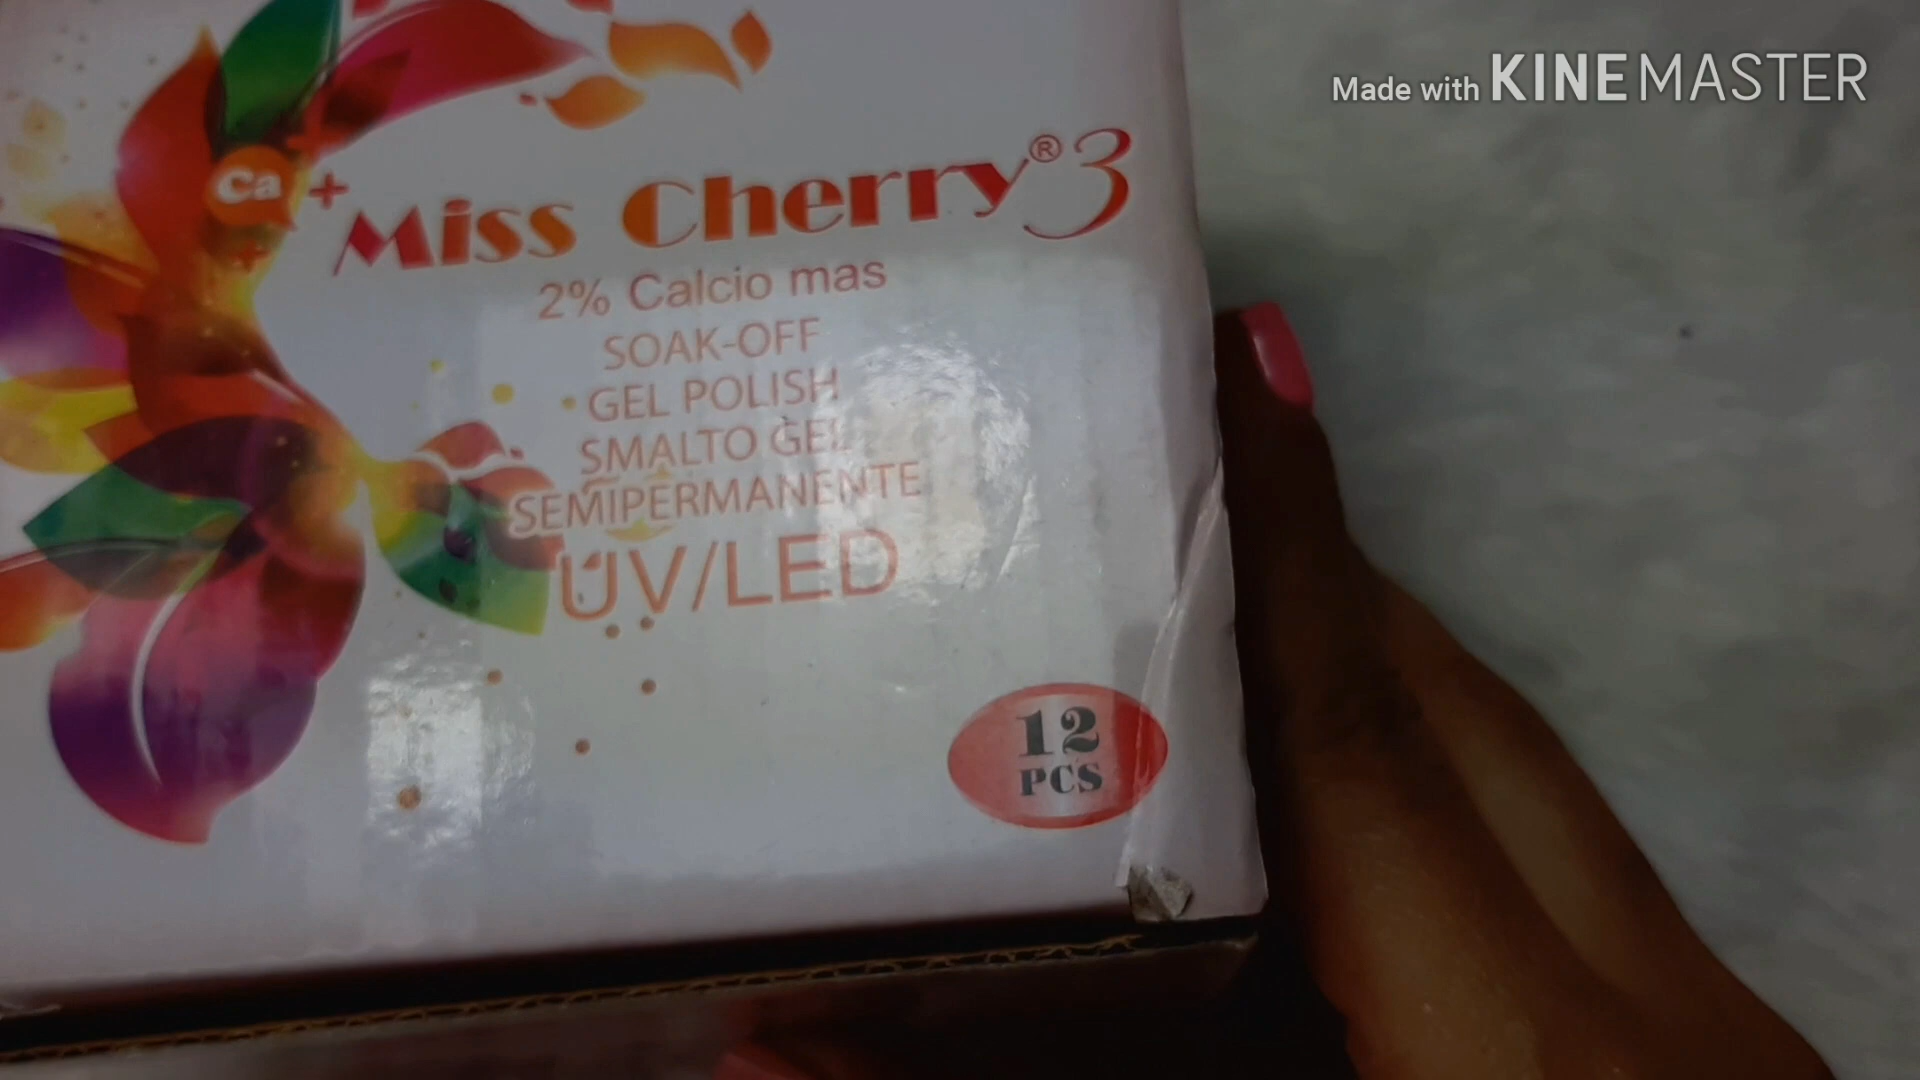 Made with KINEMASTER
Ca
Miss Cherry®3
2% Calcio mas
SOAK-OFF
GEL POLISH
SMALTO GEL
SEMIPERMANENTE
UV/LED
12
PCS